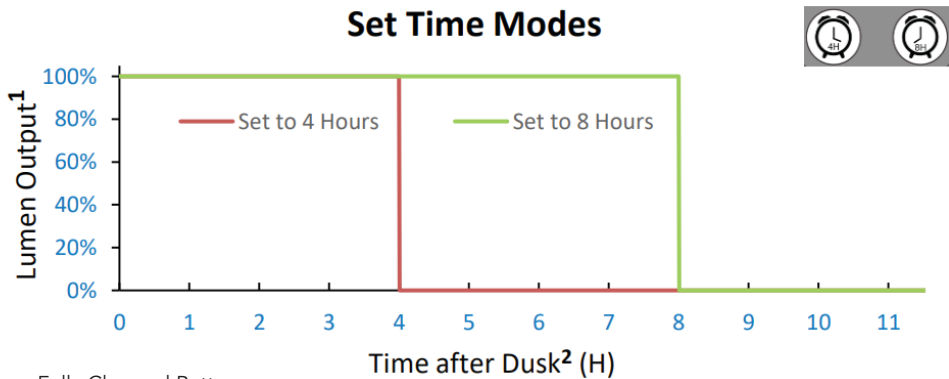 Set Time Modes
4H 8H
Lumen Output1
100%
80%
60%
40%
20%
0%
Set to 4 Hours Set to 8 Hours
0 1 2 3 4 5 6 7 8 9 10 11
Time after Dusk2 (H)